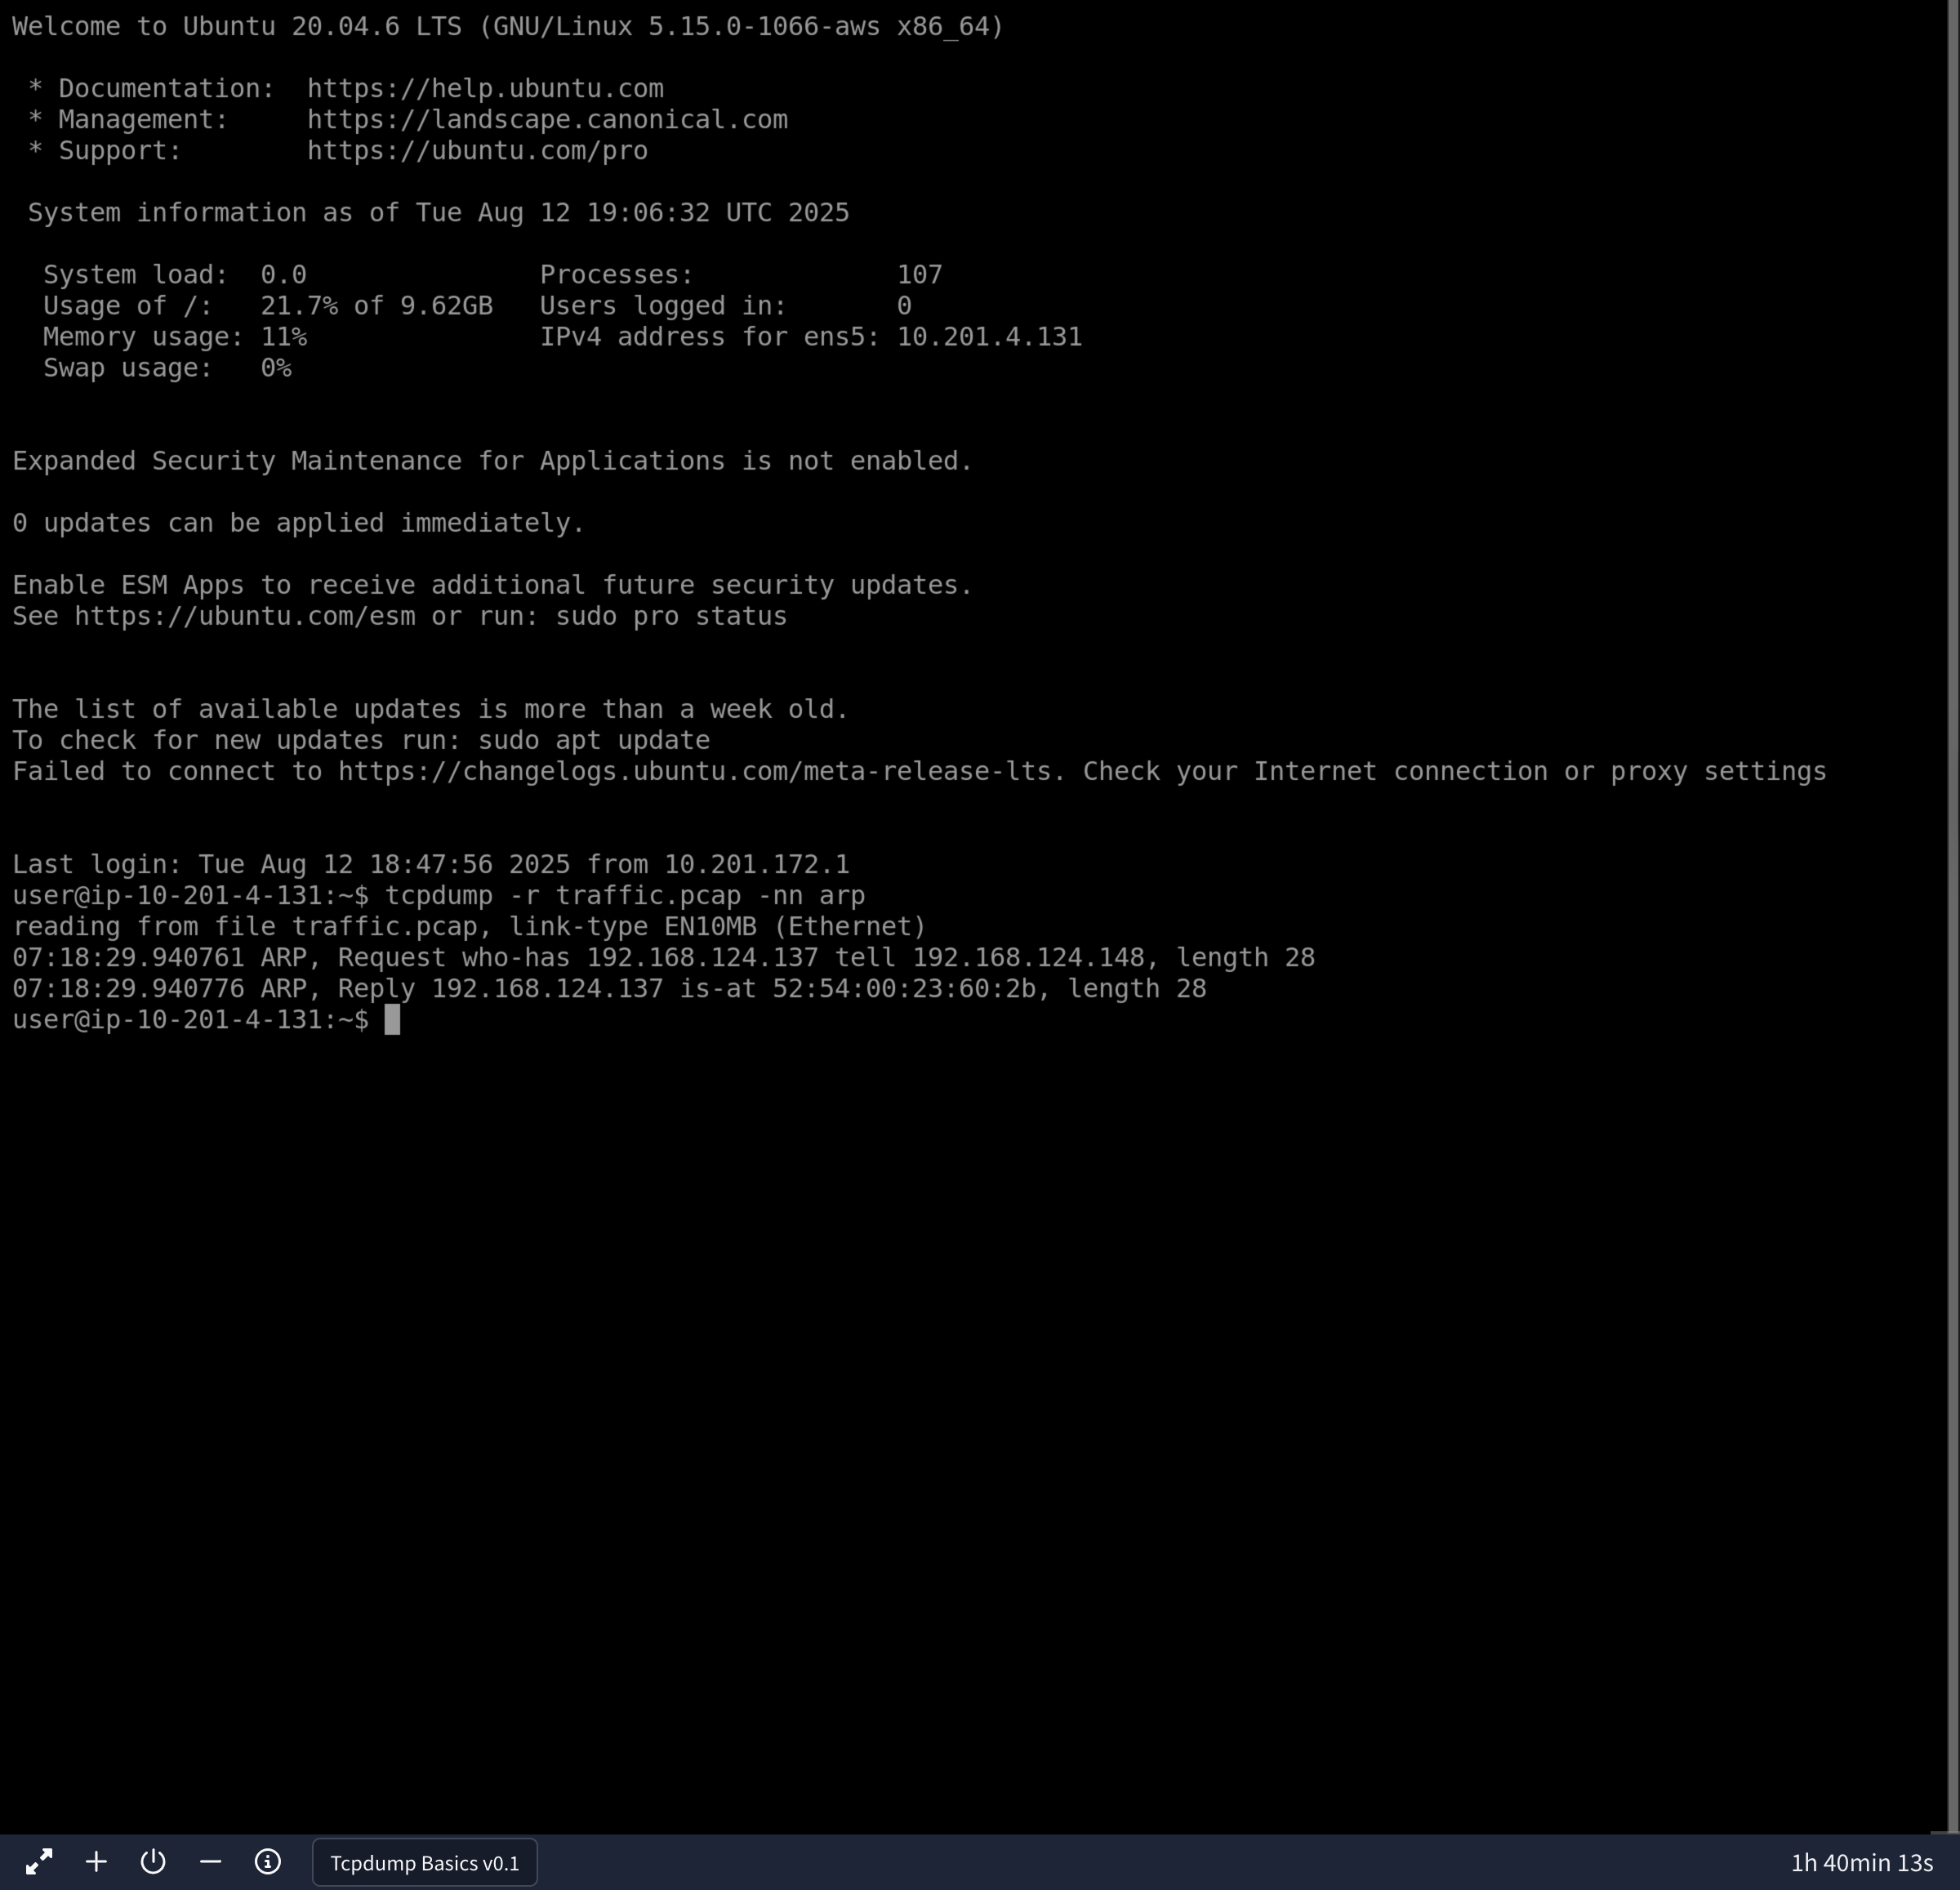 Welcome to Ubuntu 20.04.6 LTS (GNU/Linux 5.15.0-1066-aws x86_64)
* Documentation:  https://help.ubuntu.com
* Management:     https://landscape.canonical.com
* Support:        https://ubuntu.com/pro
System information as of Tue Aug 12 19:06:32 UTC 2025
System load:  0.0               Processes:             107
Usage of /:   21.7% of 9.62GB   Users logged in:       0
Memory usage: 11%               IPv4 address for ens5: 10.201.4.131
Swap usage:   0%
Expanded Security Maintenance for Applications is not enabled.
0 updates can be applied immediately.
Enable ESM Apps to receive additional future security updates.
See https://ubuntu.com/esm or run: sudo pro status
The list of available updates is more than a week old.
To check for new updates run: sudo apt update
Failed to connect to https://changelogs.ubuntu.com/meta-release-lts. Check your Internet connection or proxy settings
Last login: Tue Aug 12 18:47:56 2025 from 10.201.172.1
user@ip-10-201-4-131:~$ tcpdump -r traffic.pcap -nn arp
reading from file traffic.pcap, link-type EN10MB (Ethernet)
07:18:29.940761 ARP, Request who-has 192.168.124.137 tell 192.168.124.148, length 28
07:18:29.940776 ARP, Reply 192.168.124.137 is-at 52:54:00:23:60:2b, length 28
user@ip-10-201-4-131:~$
Tcpdump Basics v0.1
1h 40min 13s